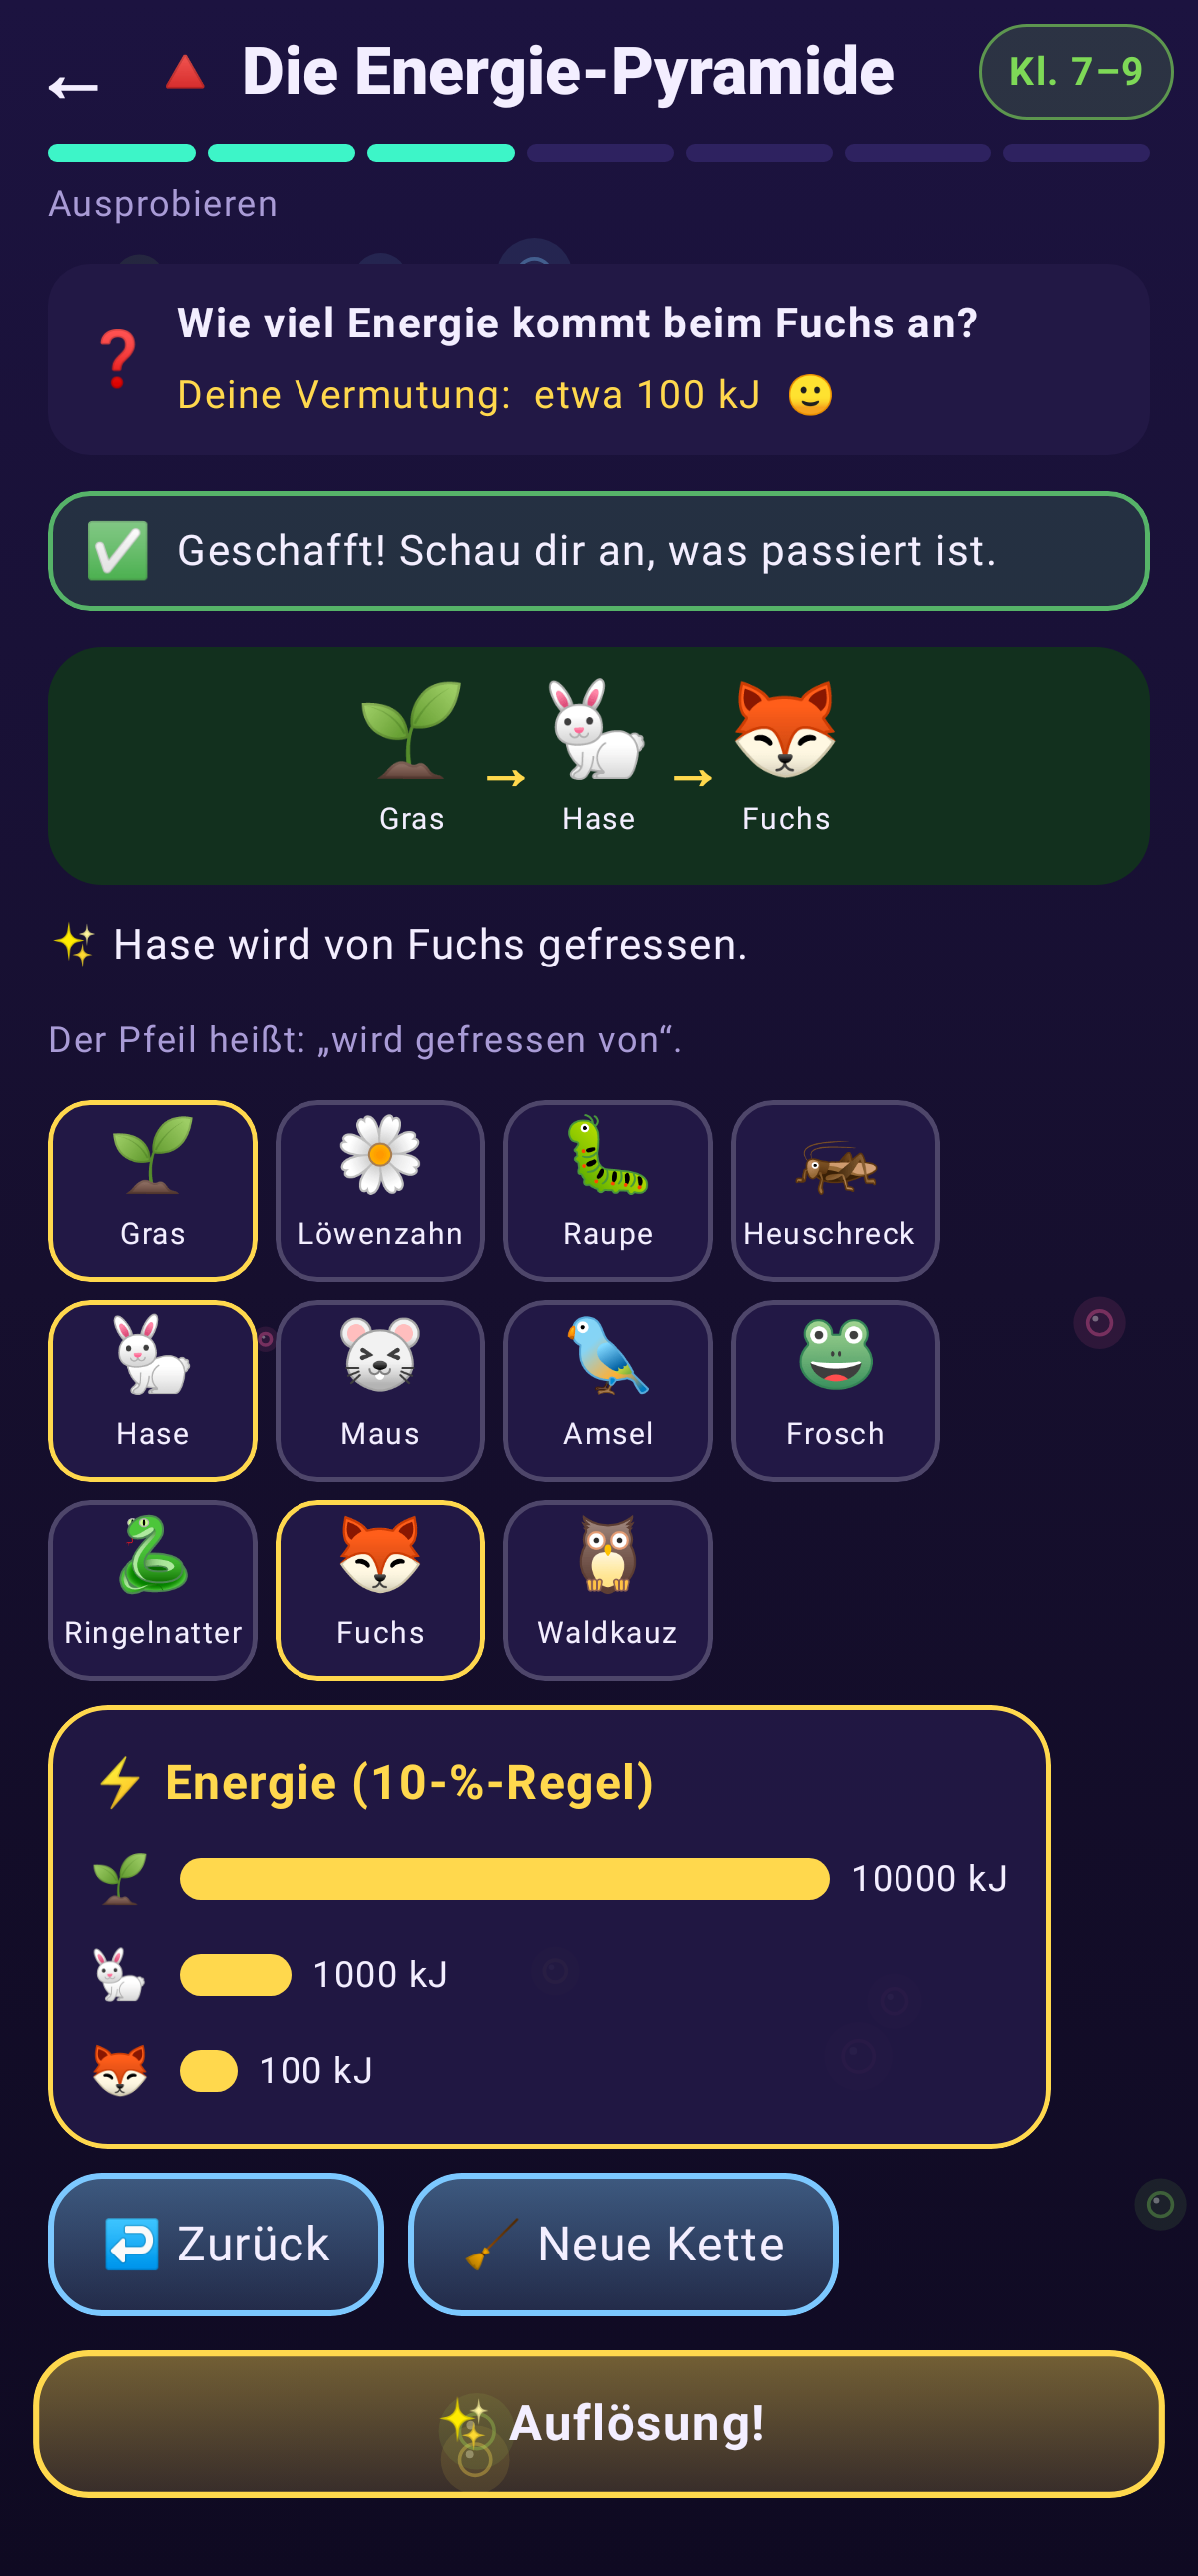 ← Die Energie-Pyramide
Kl. 7–9
Ausprobieren
Wie viel Energie kommt beim Fuchs an?
Deine Vermutung: etwa 100 kJ
Geschafft! Schau dir an, was passiert ist.
→ →
Gras Hase Fuchs
Hase wird von Fuchs gefressen.
Der Pfeil heißt: „wird gefressen von“.
Gras Löwenzahn Raupe Heuschreck
Hase Maus Amsel Frosch
Ringelnatter Fuchs Waldkauz
Energie (10-%-Regel)
10000 kJ
1000 kJ
100 kJ
Zurück Neue Kette
Auflösung!